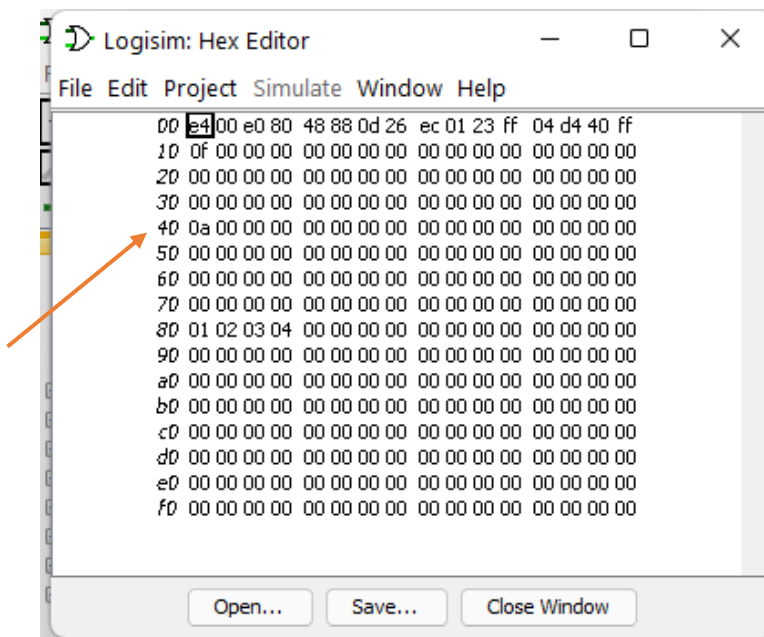 Logisim: Hex Editor
File Edit Project Simulate Window Help
00 e4 00 e0 80 48 88 0d 26 ec 01 23 ff 04 d4 40 ff
10 0f 00 00 00 00 00 00 00 00 00 00 00 00 00 00 00
20 00 00 00 00 00 00 00 00 00 00 00 00 00 00 00 00
30 00 00 00 00 00 00 00 00 00 00 00 00 00 00 00 00
40 0a 00 00 00 00 00 00 00 00 00 00 00 00 00 00 00
50 00 00 00 00 00 00 00 00 00 00 00 00 00 00 00 00
60 00 00 00 00 00 00 00 00 00 00 00 00 00 00 00 00
70 00 00 00 00 00 00 00 00 00 00 00 00 00 00 00 00
80 01 02 03 04 00 00 00 00 00 00 00 00 00 00 00 00
90 00 00 00 00 00 00 00 00 00 00 00 00 00 00 00 00
a0 00 00 00 00 00 00 00 00 00 00 00 00 00 00 00 00
b0 00 00 00 00 00 00 00 00 00 00 00 00 00 00 00 00
c0 00 00 00 00 00 00 00 00 00 00 00 00 00 00 00 00
d0 00 00 00 00 00 00 00 00 00 00 00 00 00 00 00 00
e0 00 00 00 00 00 00 00 00 00 00 00 00 00 00 00 00
f0 00 00 00 00 00 00 00 00 00 00 00 00 00 00 00 00
Open... Save... Close Window